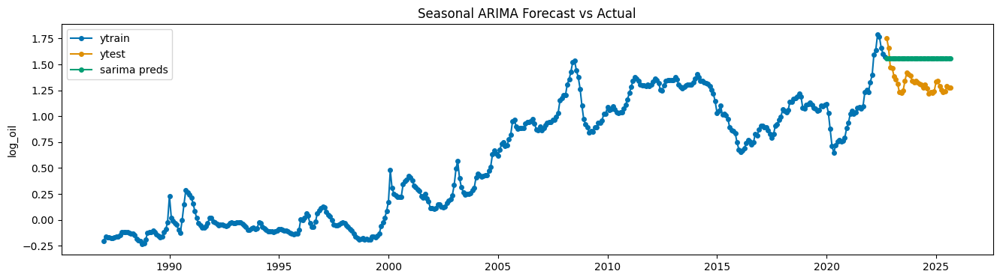 Seasonal ARIMA Forecast vs Actual
ytrain
ytest
sarima preds
log_oil
1.75
1.50
1.25
1.00
0.75
0.50
0.25
0.00
−0.25
1990 1995 2000 2005 2010 2015 2020 2025